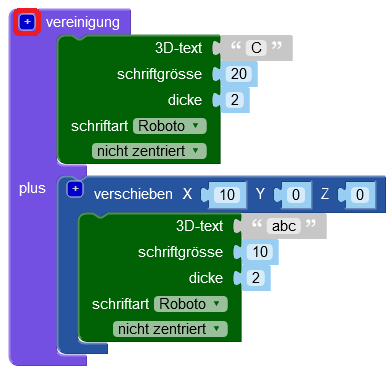 + vereinigung
3D-text “ C ”
schriftgrösse 20
dicke 2
schriftart Roboto ▾
nicht zentriert ▾
plus
+ verschieben X 10 Y 0 Z 0
3D-text “ abc ”
schriftgrösse 10
dicke 2
schriftart Roboto ▾
nicht zentriert ▾